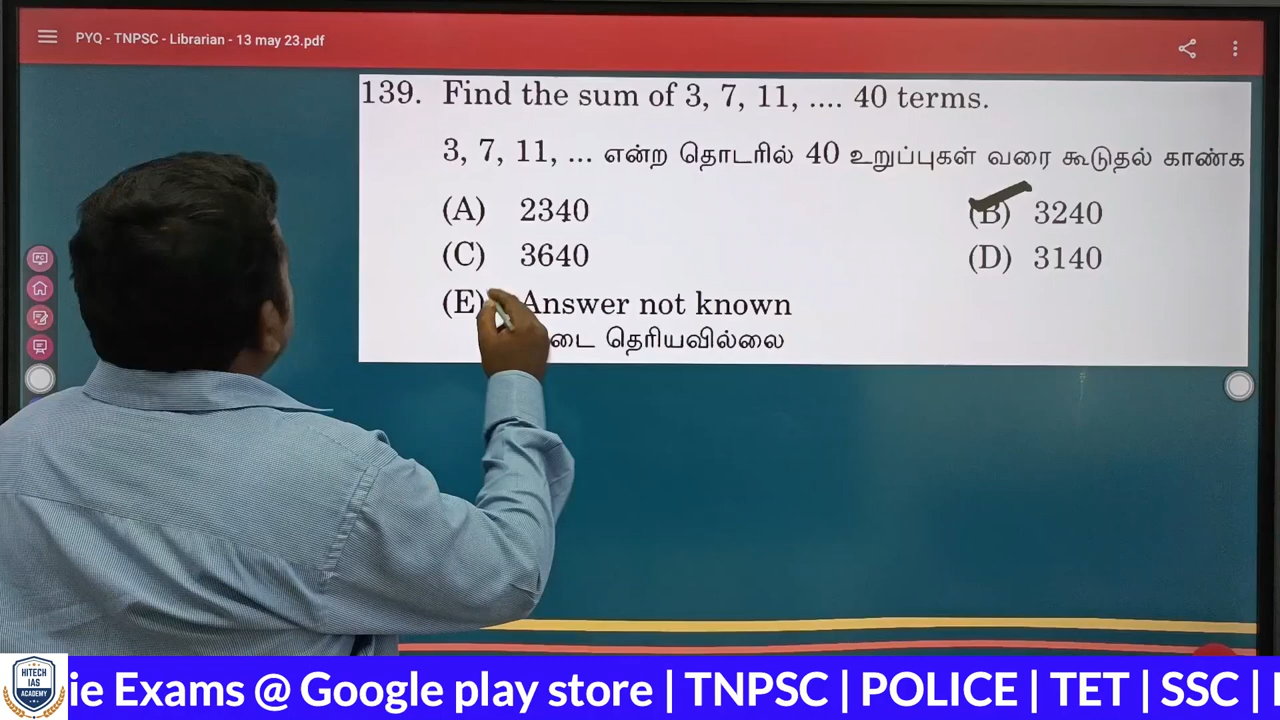 PYQ - TNPSC - Librarian - 13 may 23.pdf
139. Find the sum of 3, 7, 11, .... 40 terms.
3, 7, 11, ... என்ற தொடரில் 40 உறுப்புகள் வரை கூடுதல் காண்க
(A) 2340 (B) 3240
(C) 3640 (D) 3140
(E) Answer not known
டை தெரியவில்லை
HITECH
IAS
ACADEMY
ie Exams @ Google play store | TNPSC | POLICE | TET | SSC |